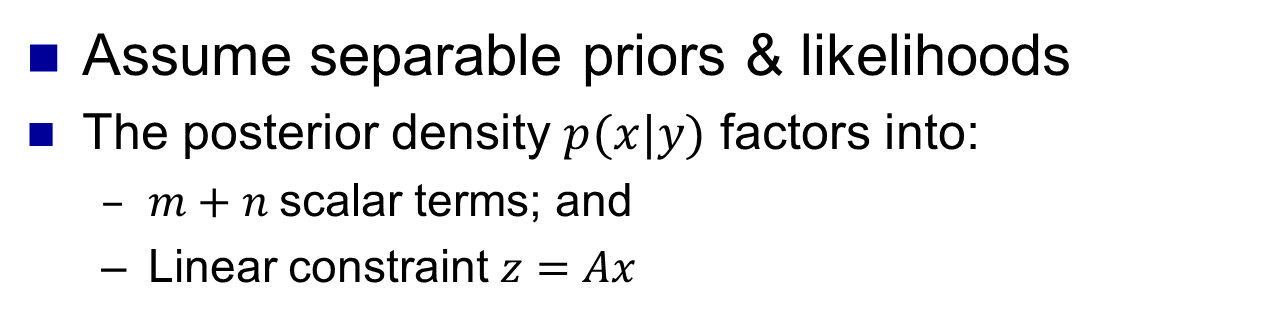 ■ Assume separable priors & likelihoods
■ The posterior density p(x|y) factors into:
– m + n scalar terms; and
– Linear constraint z = Ax